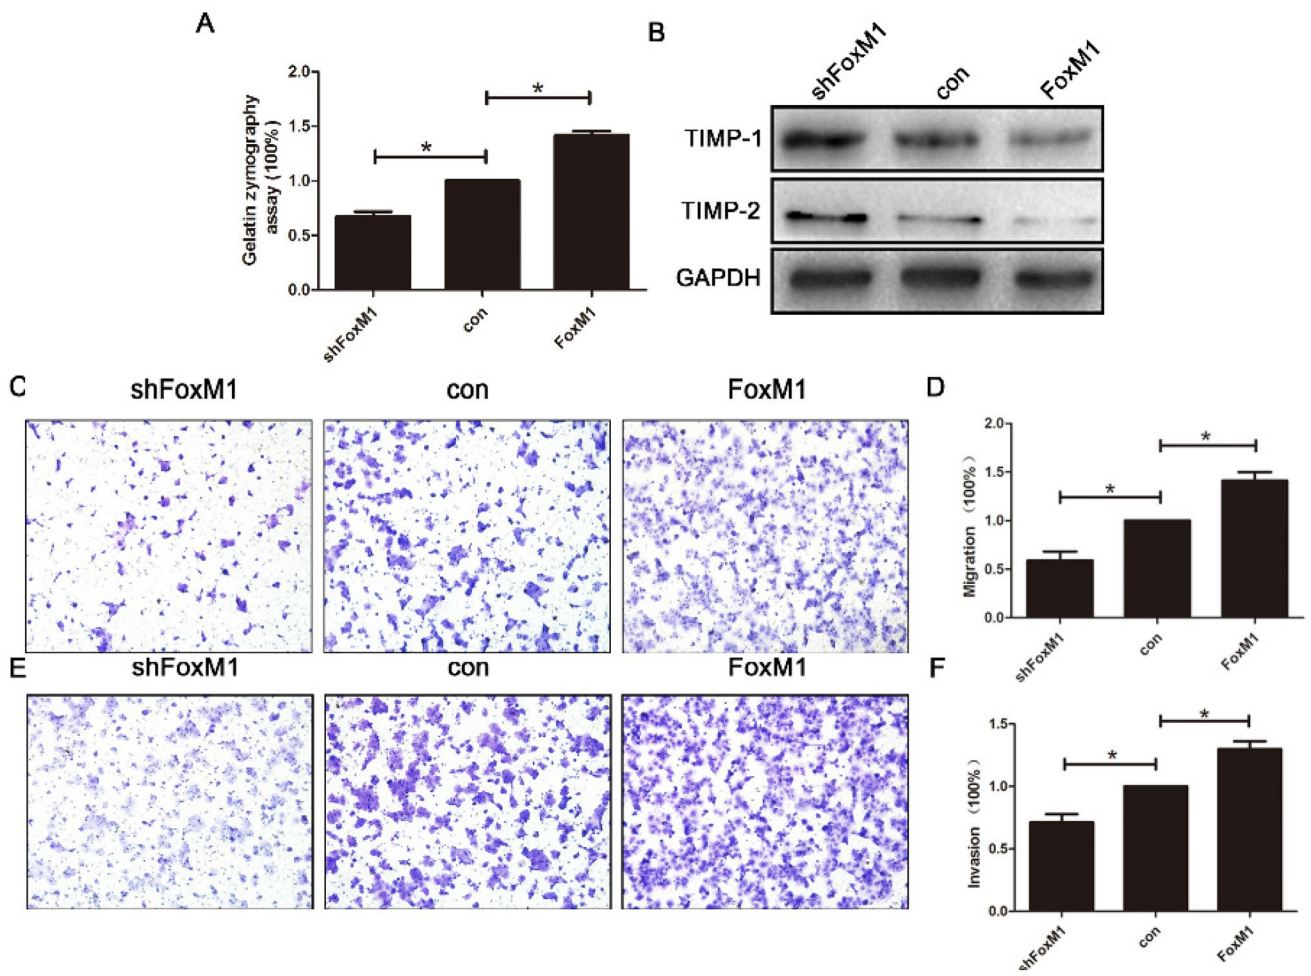 A
Gelatin zymography
assay (100%)
2.0
1.5
1.0
0.5
0.0
*
*
shFoxM1
con
FoxM1
B
shFoxM1
con
FoxM1
TIMP-1
TIMP-2
GAPDH
C
shFoxM1
con
FoxM1
D
Migration (100%)
2.0
1.5
1.0
0.5
0.0
*
*
shFoxM1
con
FoxM1
E
shFoxM1
con
FoxM1
F
Invasion (100%)
1.5
1.0
0.5
0.0
*
*
shFoxM1
con
FoxM1